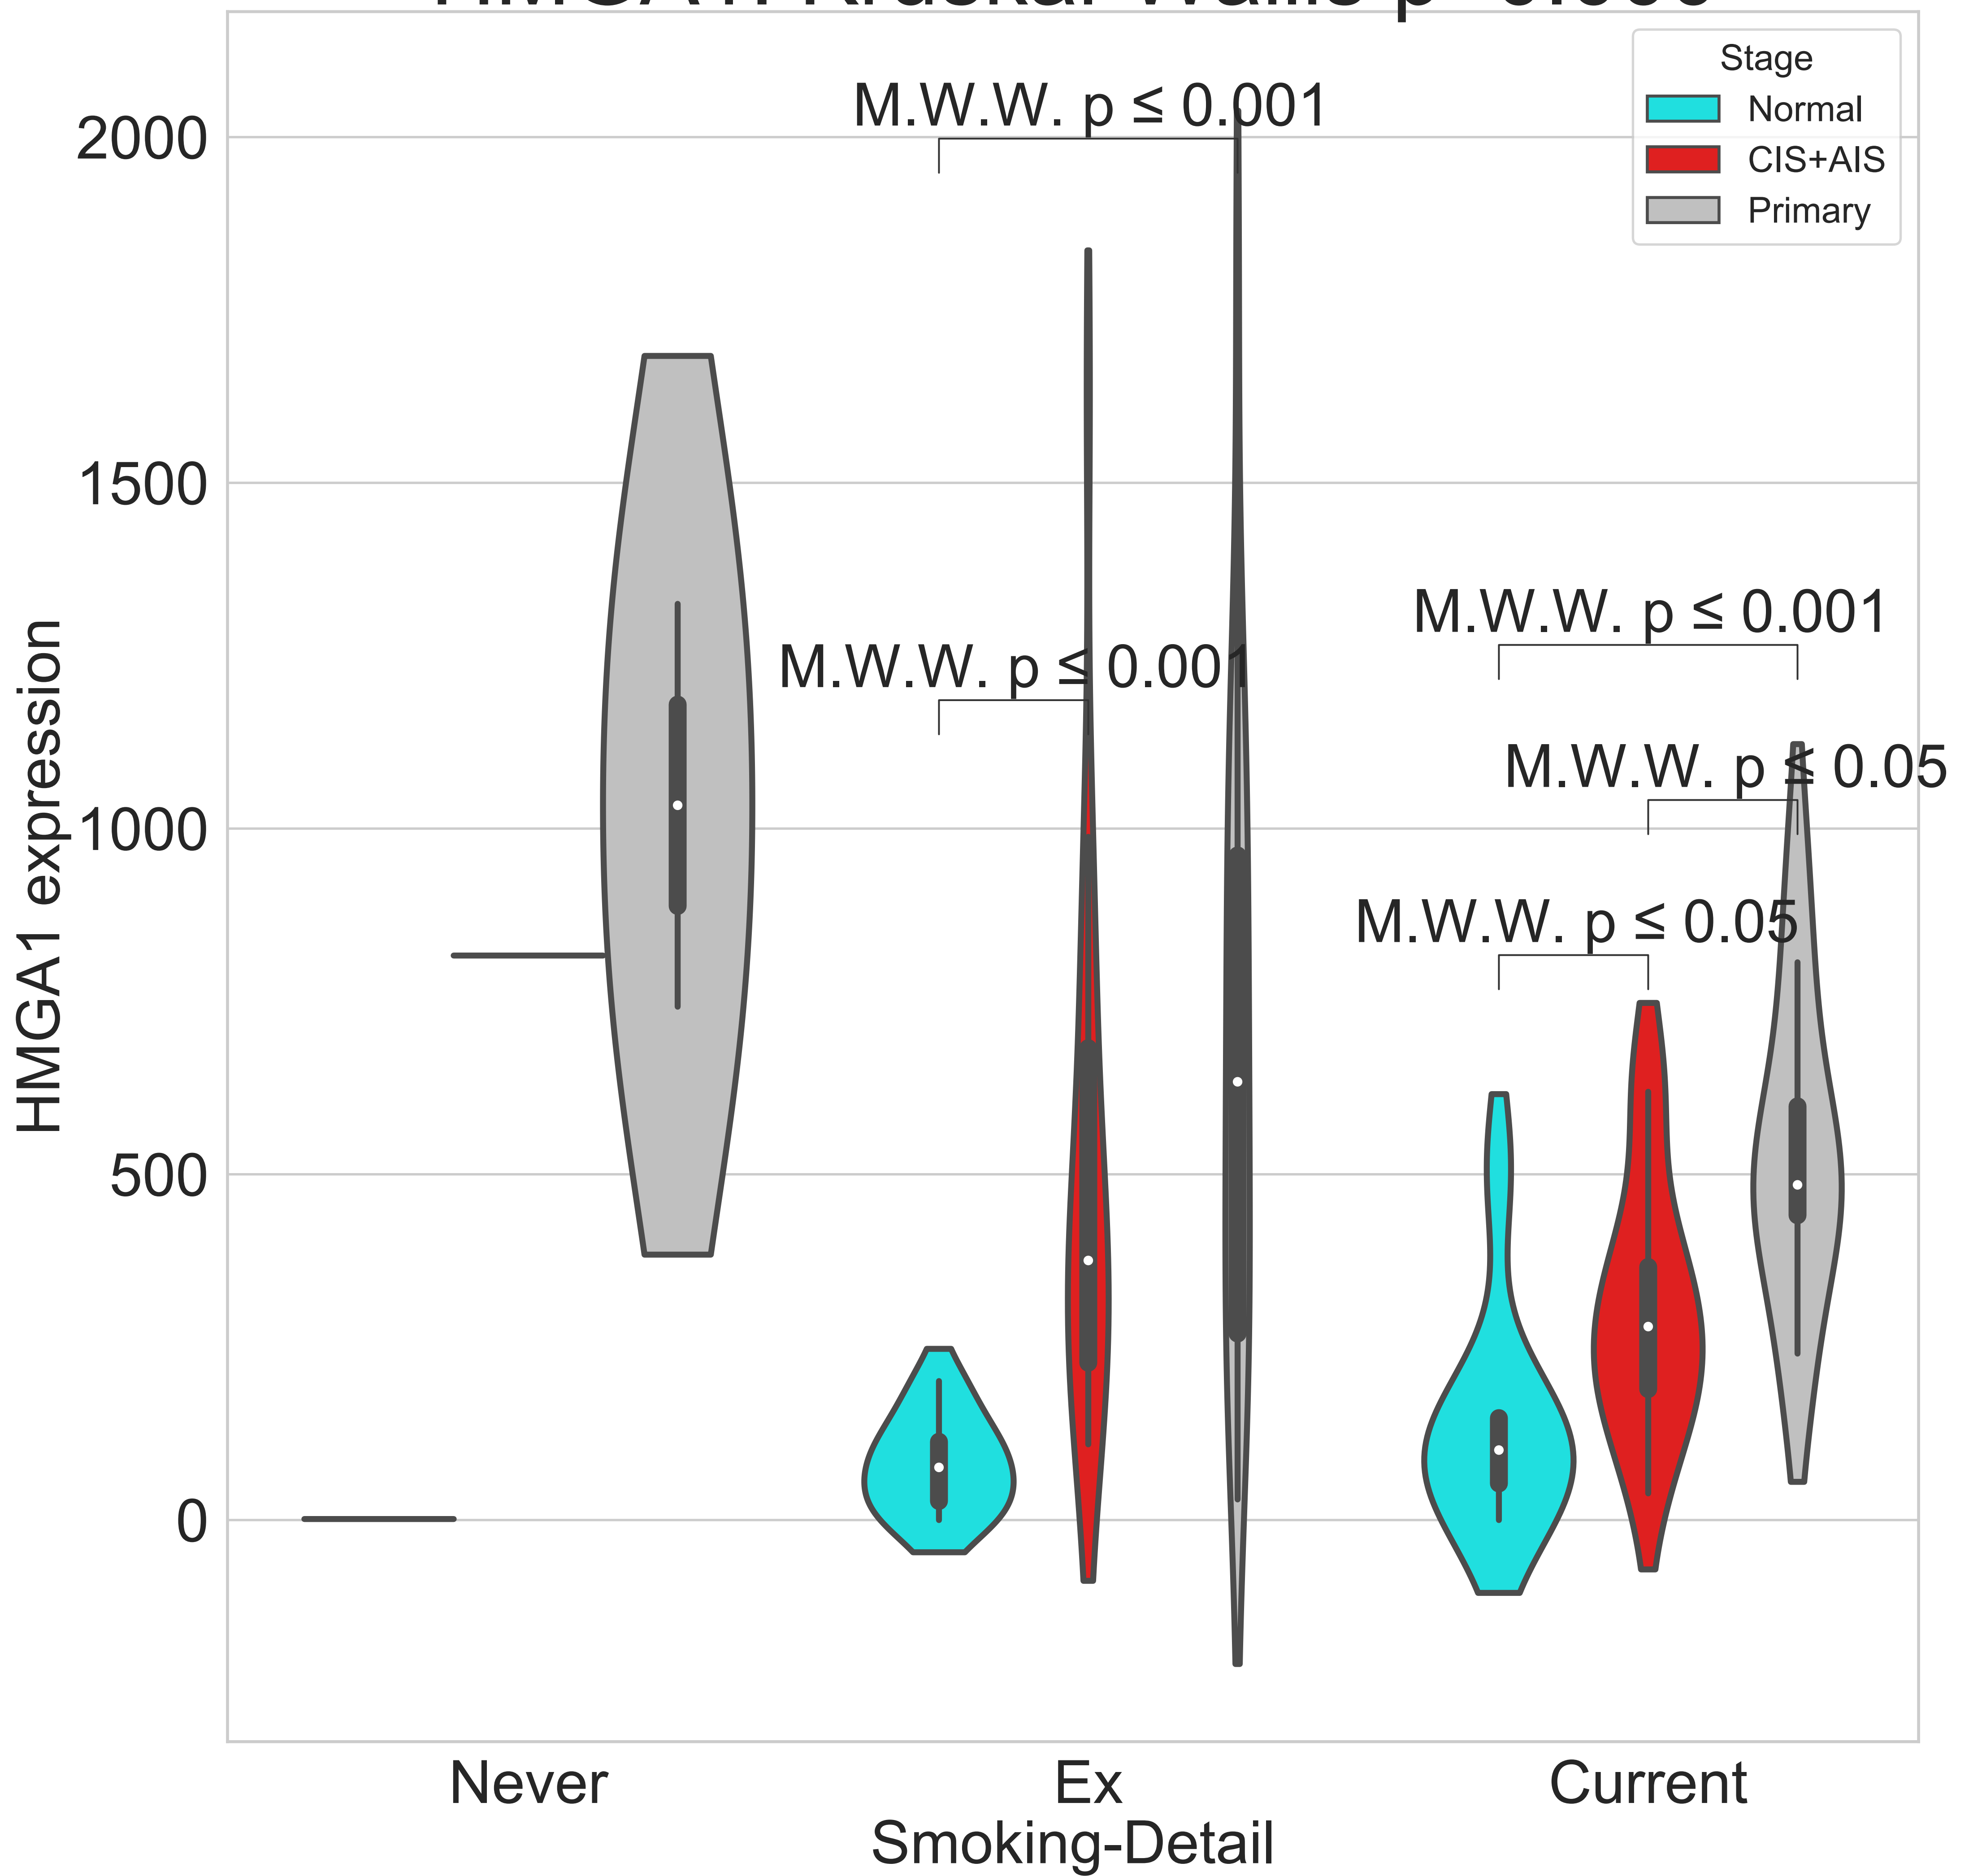 Stage
Normal
CIS+AIS
Primary
M.W.W. p ≤ 0.001
M.W.W. p ≤ 0.001
M.W.W. p ≤ 0.001
M.W.W. p ≤ 0.05
M.W.W. p ≤ 0.05
2000
1500
1000
500
0
HMGA1 expression
Never
Ex
Current
Smoking-Detail